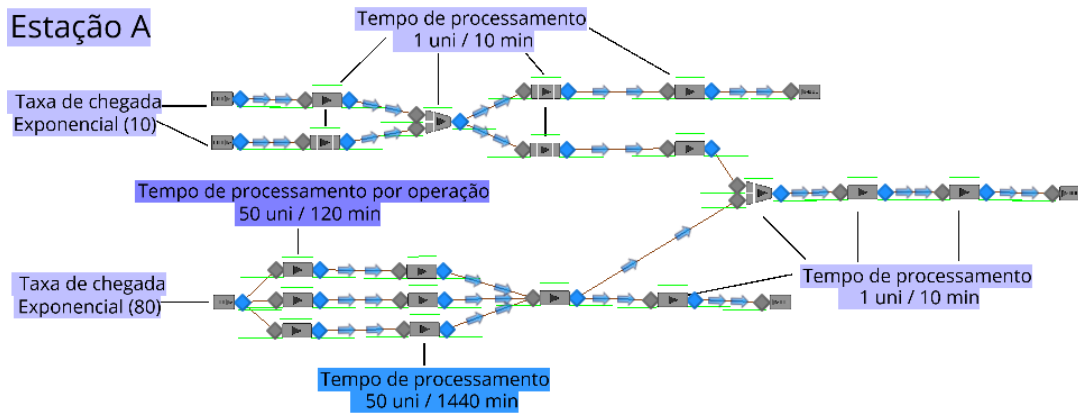 Estação A
Tempo de processamento
1 uni / 10 min
Taxa de chegada
Exponencial (10)
Tempo de processamento por operação
50 uni / 120 min
Taxa de chegada
Exponencial (80)
Tempo de processamento
1 uni / 10 min
Tempo de processamento
50 uni / 1440 min